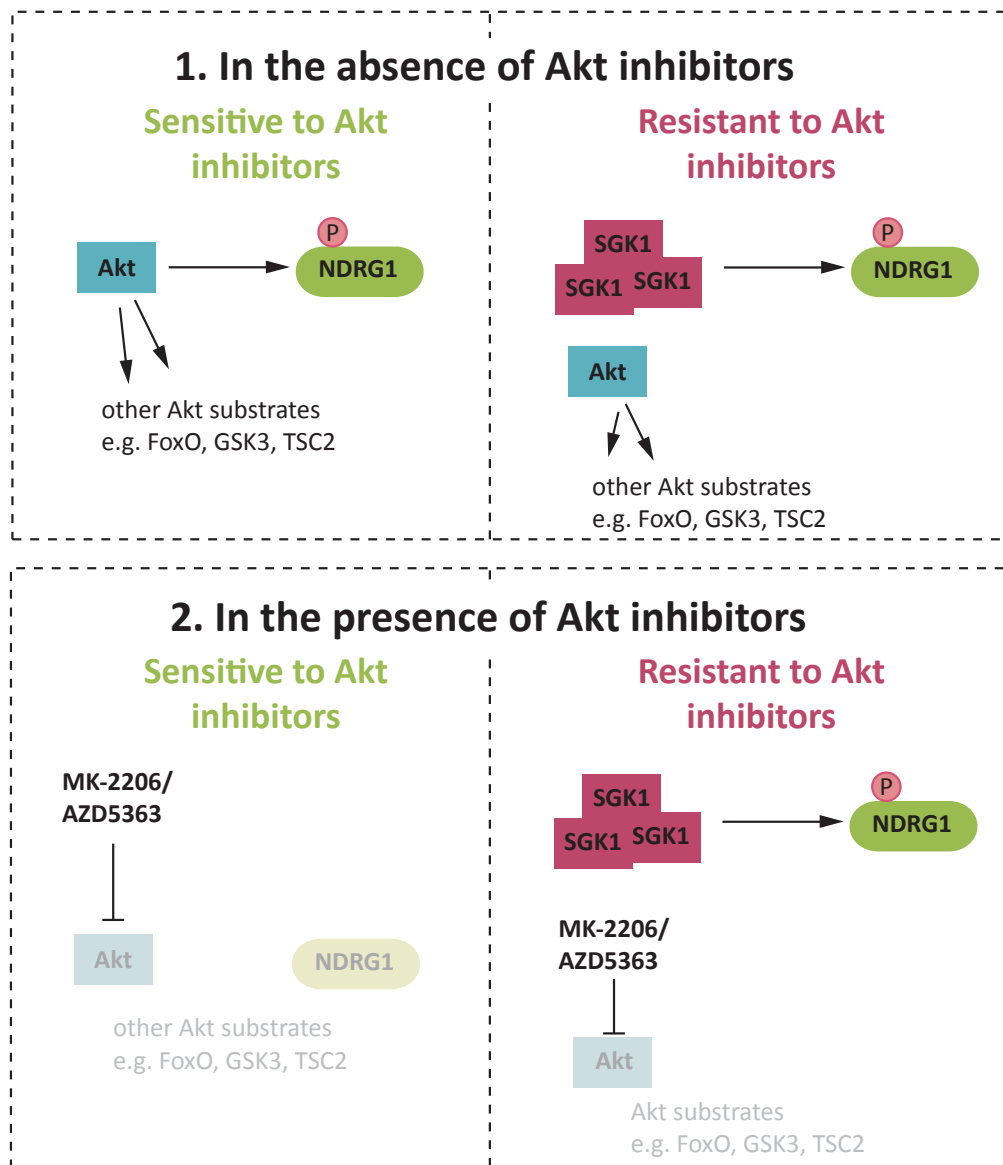 1. In the absence of Akt inhibitors
Sensitive to Akt
inhibitors
P
Akt
NDRG1
other Akt substrates
e.g. FoxO, GSK3, TSC2
Resistant to Akt
inhibitors
SGK1
SGK1
SGK1
P
NDRG1
Akt
other Akt substrates
e.g. FoxO, GSK3, TSC2
2. In the presence of Akt inhibitors
Sensitive to Akt
inhibitors
MK-2206/
AZD5363
Akt
NDRG1
other Akt substrates
e.g. FoxO, GSK3, TSC2
Resistant to Akt
inhibitors
SGK1
SGK1
SGK1
P
NDRG1
MK-2206/
AZD5363
Akt
Akt substrates
e.g. FoxO, GSK3, TSC2